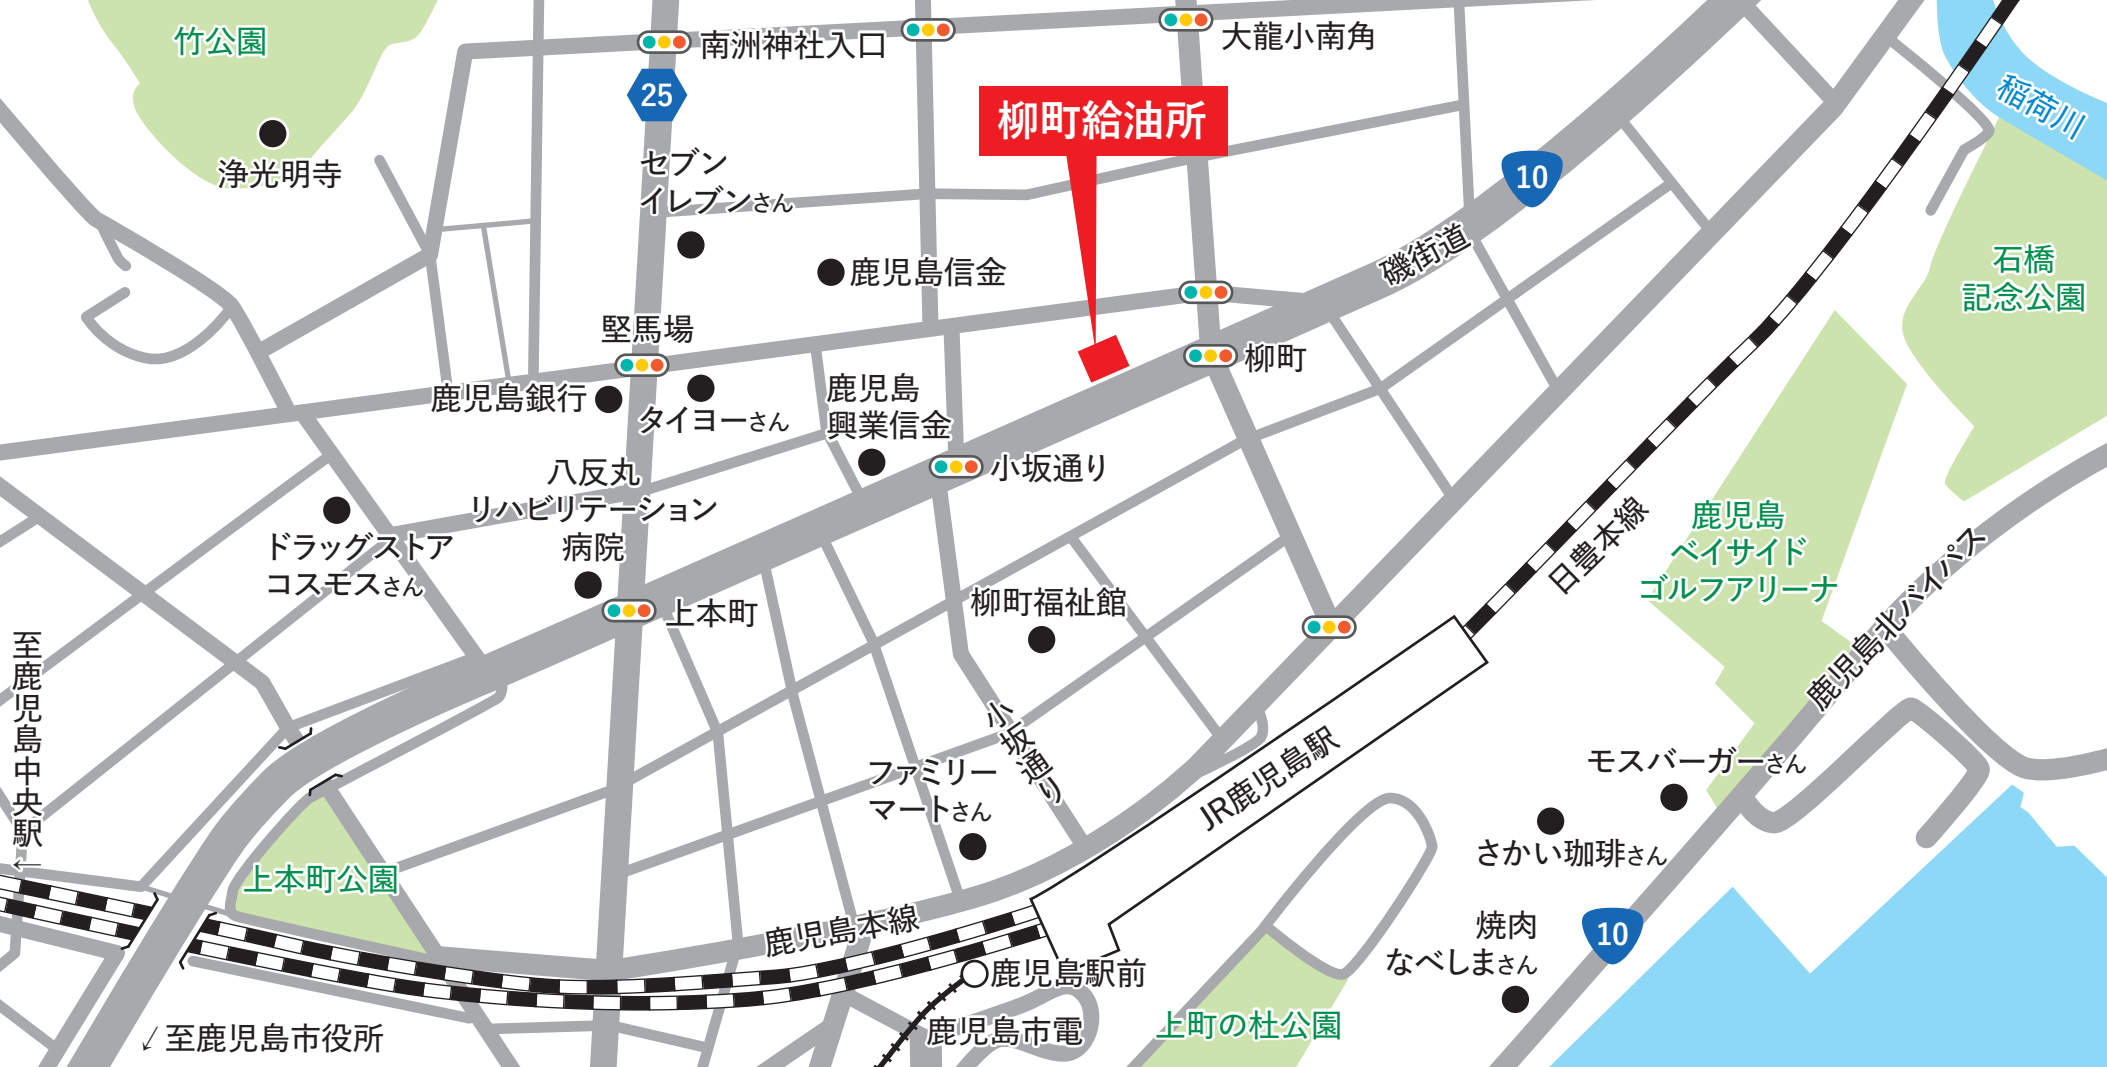 竹公園
浄光明寺
南洲神社入口
大龍小南角
25
柳町給油所
稲荷川
10
セブン
イレブンさん
鹿児島信金
磯街道
石橋
記念公園
堅馬場
柳町
鹿児島銀行
タイヨーさん
鹿児島
興業信金
小坂通り
八反丸
リハビリテーション
病院
ドラッグストア
コスモスさん
上本町
柳町福祉館
日豊本線
鹿児島
ベイサイド
ゴルフアリーナ
鹿児島北バイパス
至鹿児島中央駅←
小坂通り
ファミリー
マートさん
JR鹿児島駅
モスバーガーさん
さかい珈琲さん
上本町公園
鹿児島本線
10
焼肉
なべしまさん
鹿児島駅前
鹿児島市電
上町の杜公園
↙至鹿児島市役所